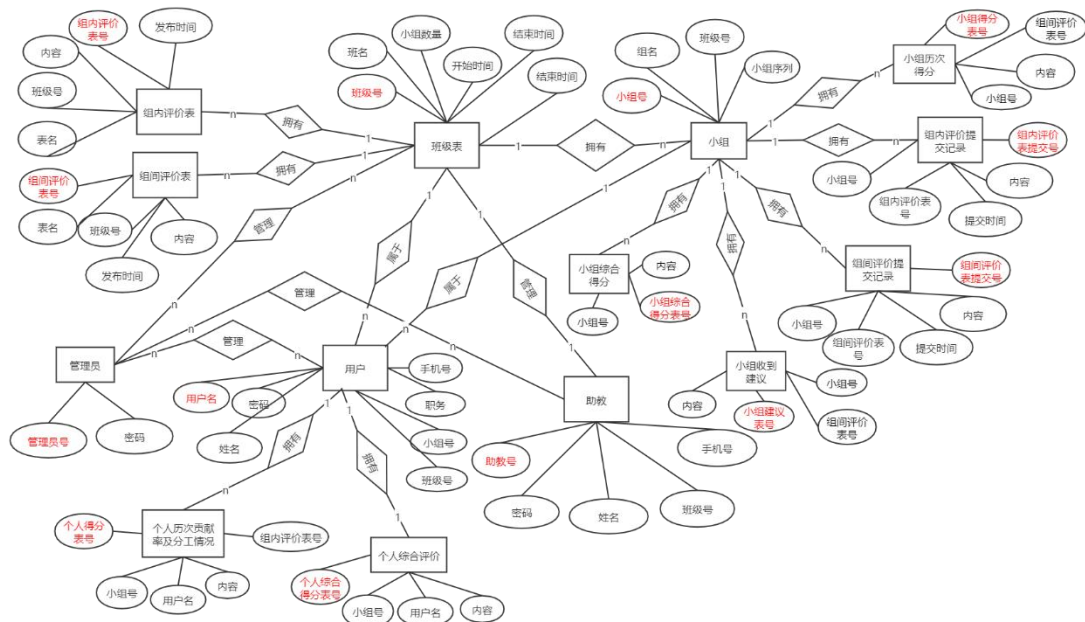 组内评价
表号
发布时间
内容
班级号
表名
组内评价表
n
拥有
1
组间评价
表号
表名
班级号
发布时间
内容
组间评价表
n
拥有
1
班名
小组数量
结束时间
开始时间
结束时间
班级号
班级表
1
拥有
n
组名
班级号
小组序列
小组号
小组
1
拥有
n
小组得分
表号
组间评价
表号
内容
小组号
小组历次
得分
1
拥有
n
组内评价提
交记录
组内评价
表提交号
小组号
组内评价表
号
内容
提交时间
1
拥有
n
组间评价提
交记录
组间评价
表提交号
小组号
组间评价表
号
提交时间
内容
1
拥有
n
小组综合
得分
内容
小组号
小组综合
得分表号
1
拥有
n
小组收到
建议
内容
小组建议
表号
小组号
组间评价
表号
n
管理
n
1
属于
n
1
属于
n
1
管理
1
n
管理
n
n
管理
n
管理员
管理员号
密码
用户
用户名
密码
姓名
手机号
职务
小组号
班级号
助教
助教号
密码
姓名
班级号
手机号
1
拥有
n
1
拥有
1
个人历次贡献
率及分工情况
个人得分
表号
组内评价表号
小组号
用户名
内容
个人综合评价
个人综合
得分表号
小组号
用户名
内容